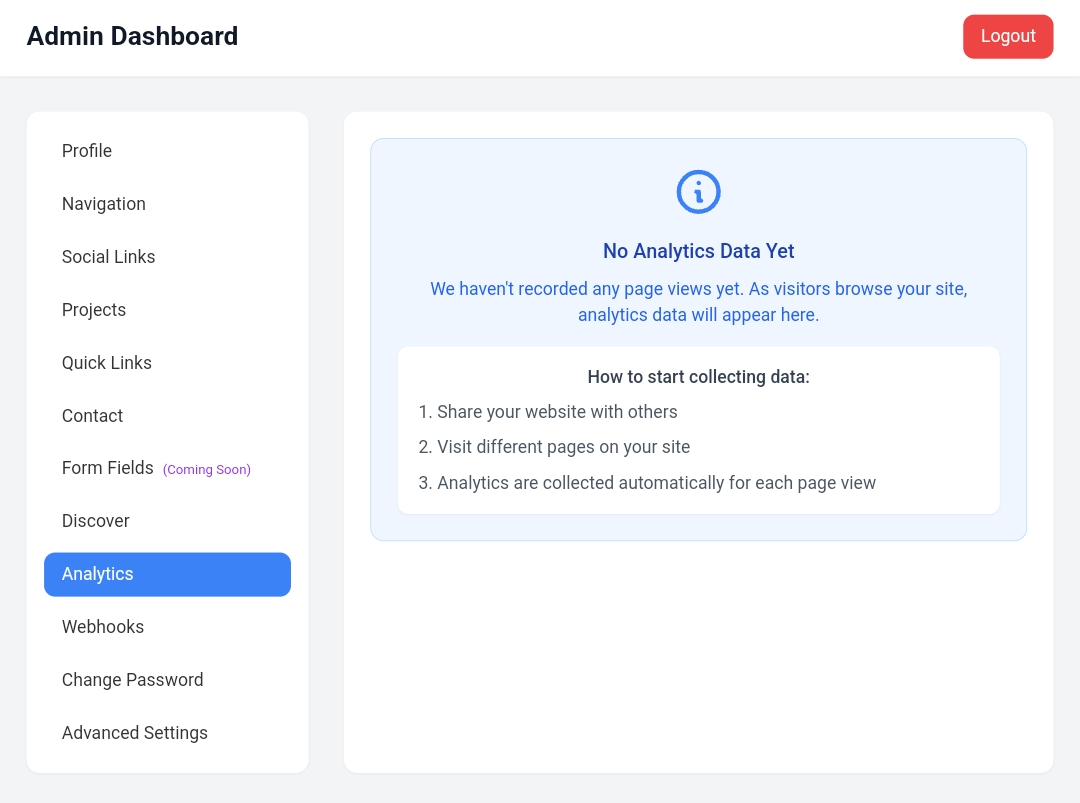 Admin Dashboard
Logout
Profile
Navigation
Social Links
Projects
Quick Links
Contact
Form Fields (Coming Soon)
Discover
Analytics
Webhooks
Change Password
Advanced Settings
No Analytics Data Yet
We haven't recorded any page views yet. As visitors browse your site,
analytics data will appear here.
How to start collecting data:
1. Share your website with others
2. Visit different pages on your site
3. Analytics are collected automatically for each page view